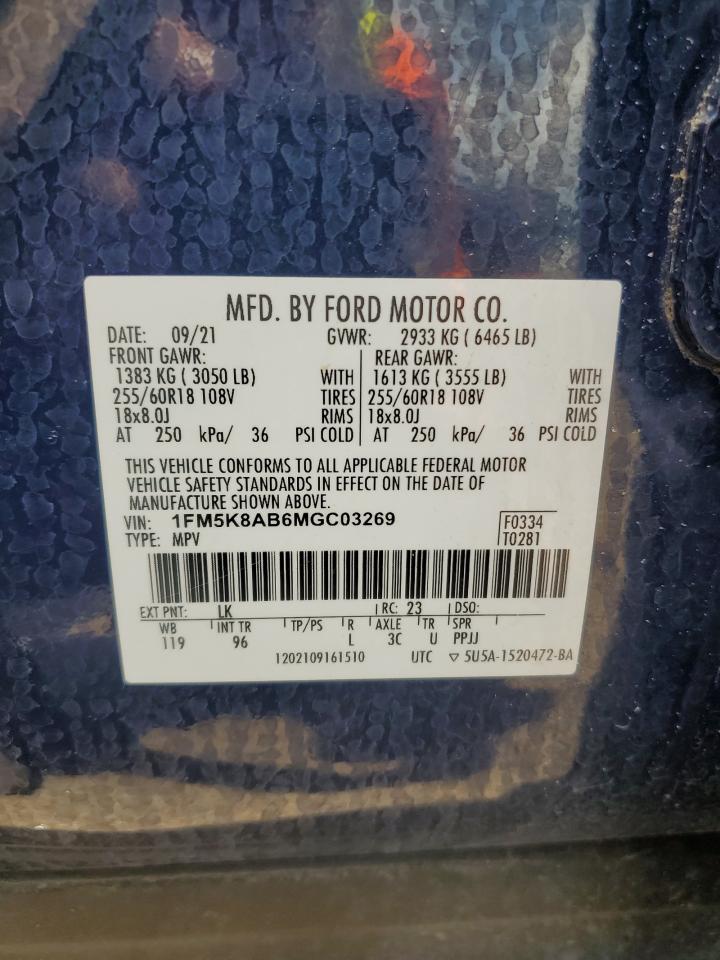 MFD. BY FORD MOTOR CO.
DATE: 09/21 GVWR: 2933 KG ( 6465 LB)
FRONT GAWR: REAR GAWR:
1383 KG ( 3050 LB) WITH 1613 KG ( 3555 LB) WITH
255/60R18 108V TIRES 255/60R18 108V TIRES
18x8.0J RIMS 18x8.0J RIMS
AT 250 kPa/ 36 PSI COLD AT 250 kPa/ 36 PSI COLD
THIS VEHICLE CONFORMS TO ALL APPLICABLE FEDERAL MOTOR
VEHICLE SAFETY STANDARDS IN EFFECT ON THE DATE OF
MANUFACTURE SHOWN ABOVE.
VIN: 1FM5K8AB6MGC03269 F0334
TYPE: MPV T0281
EXT PNT: LK RC: 23 DSO:
WB INT TR TP/PS R AXLE TR SPR
119 96 L 3C U PPJJ
1202109161510 UTC ▽ 5U5A-1520472-BA